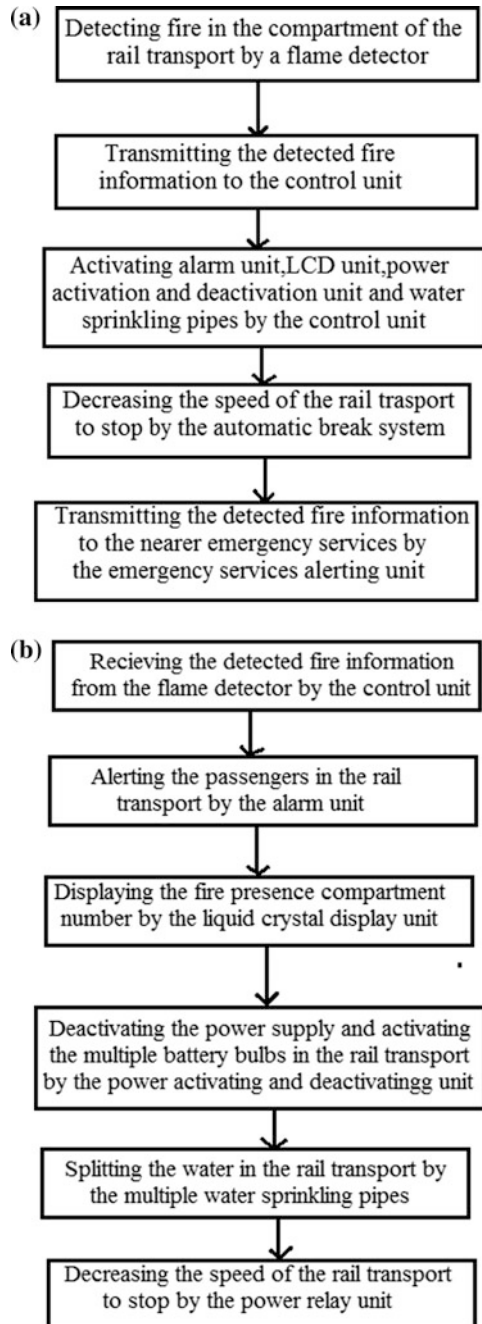 (a)
Detecting fire in the compartment of the
rail transport by a flame detector
Transmitting the detected fire
information to the control unit
Activating alarm unit,LCD unit,power
activation and deactivation unit and water
sprinkling pipes by the control unit
Decreasing the speed of the rail trasport
to stop by the automatic break system
Transmitting the detected fire information
to the nearer emergency services by
the emergency services alerting unit
(b)
Recieving the detected fire information
from the flame detector by the control unit
Alerting the passengers in the rail
transport by the alarm unit
Displaying the fire presence compartment
number by the liquid crystal display unit
Deactivating the power supply and activating
the multiple battery bulbs in the rail transport
by the power activating and deactivatingg unit
Splitting the water in the rail transport by
the multiple water sprinkling pipes
Decreasing the speed of the rail transport
to stop by the power relay unit